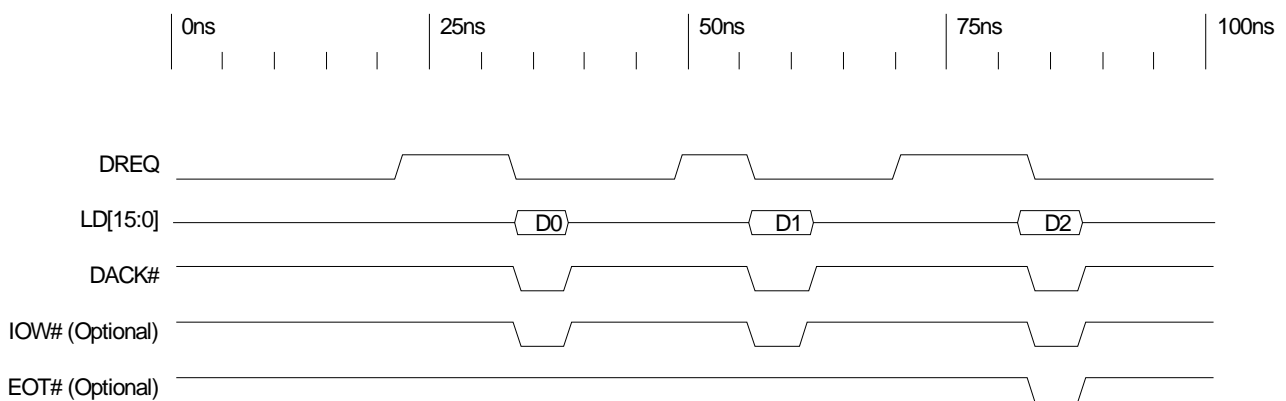 0ns 25ns 50ns 75ns 100ns
DREQ
LD[15:0] D0 D1 D2
DACK#
IOW# (Optional)
EOT# (Optional)